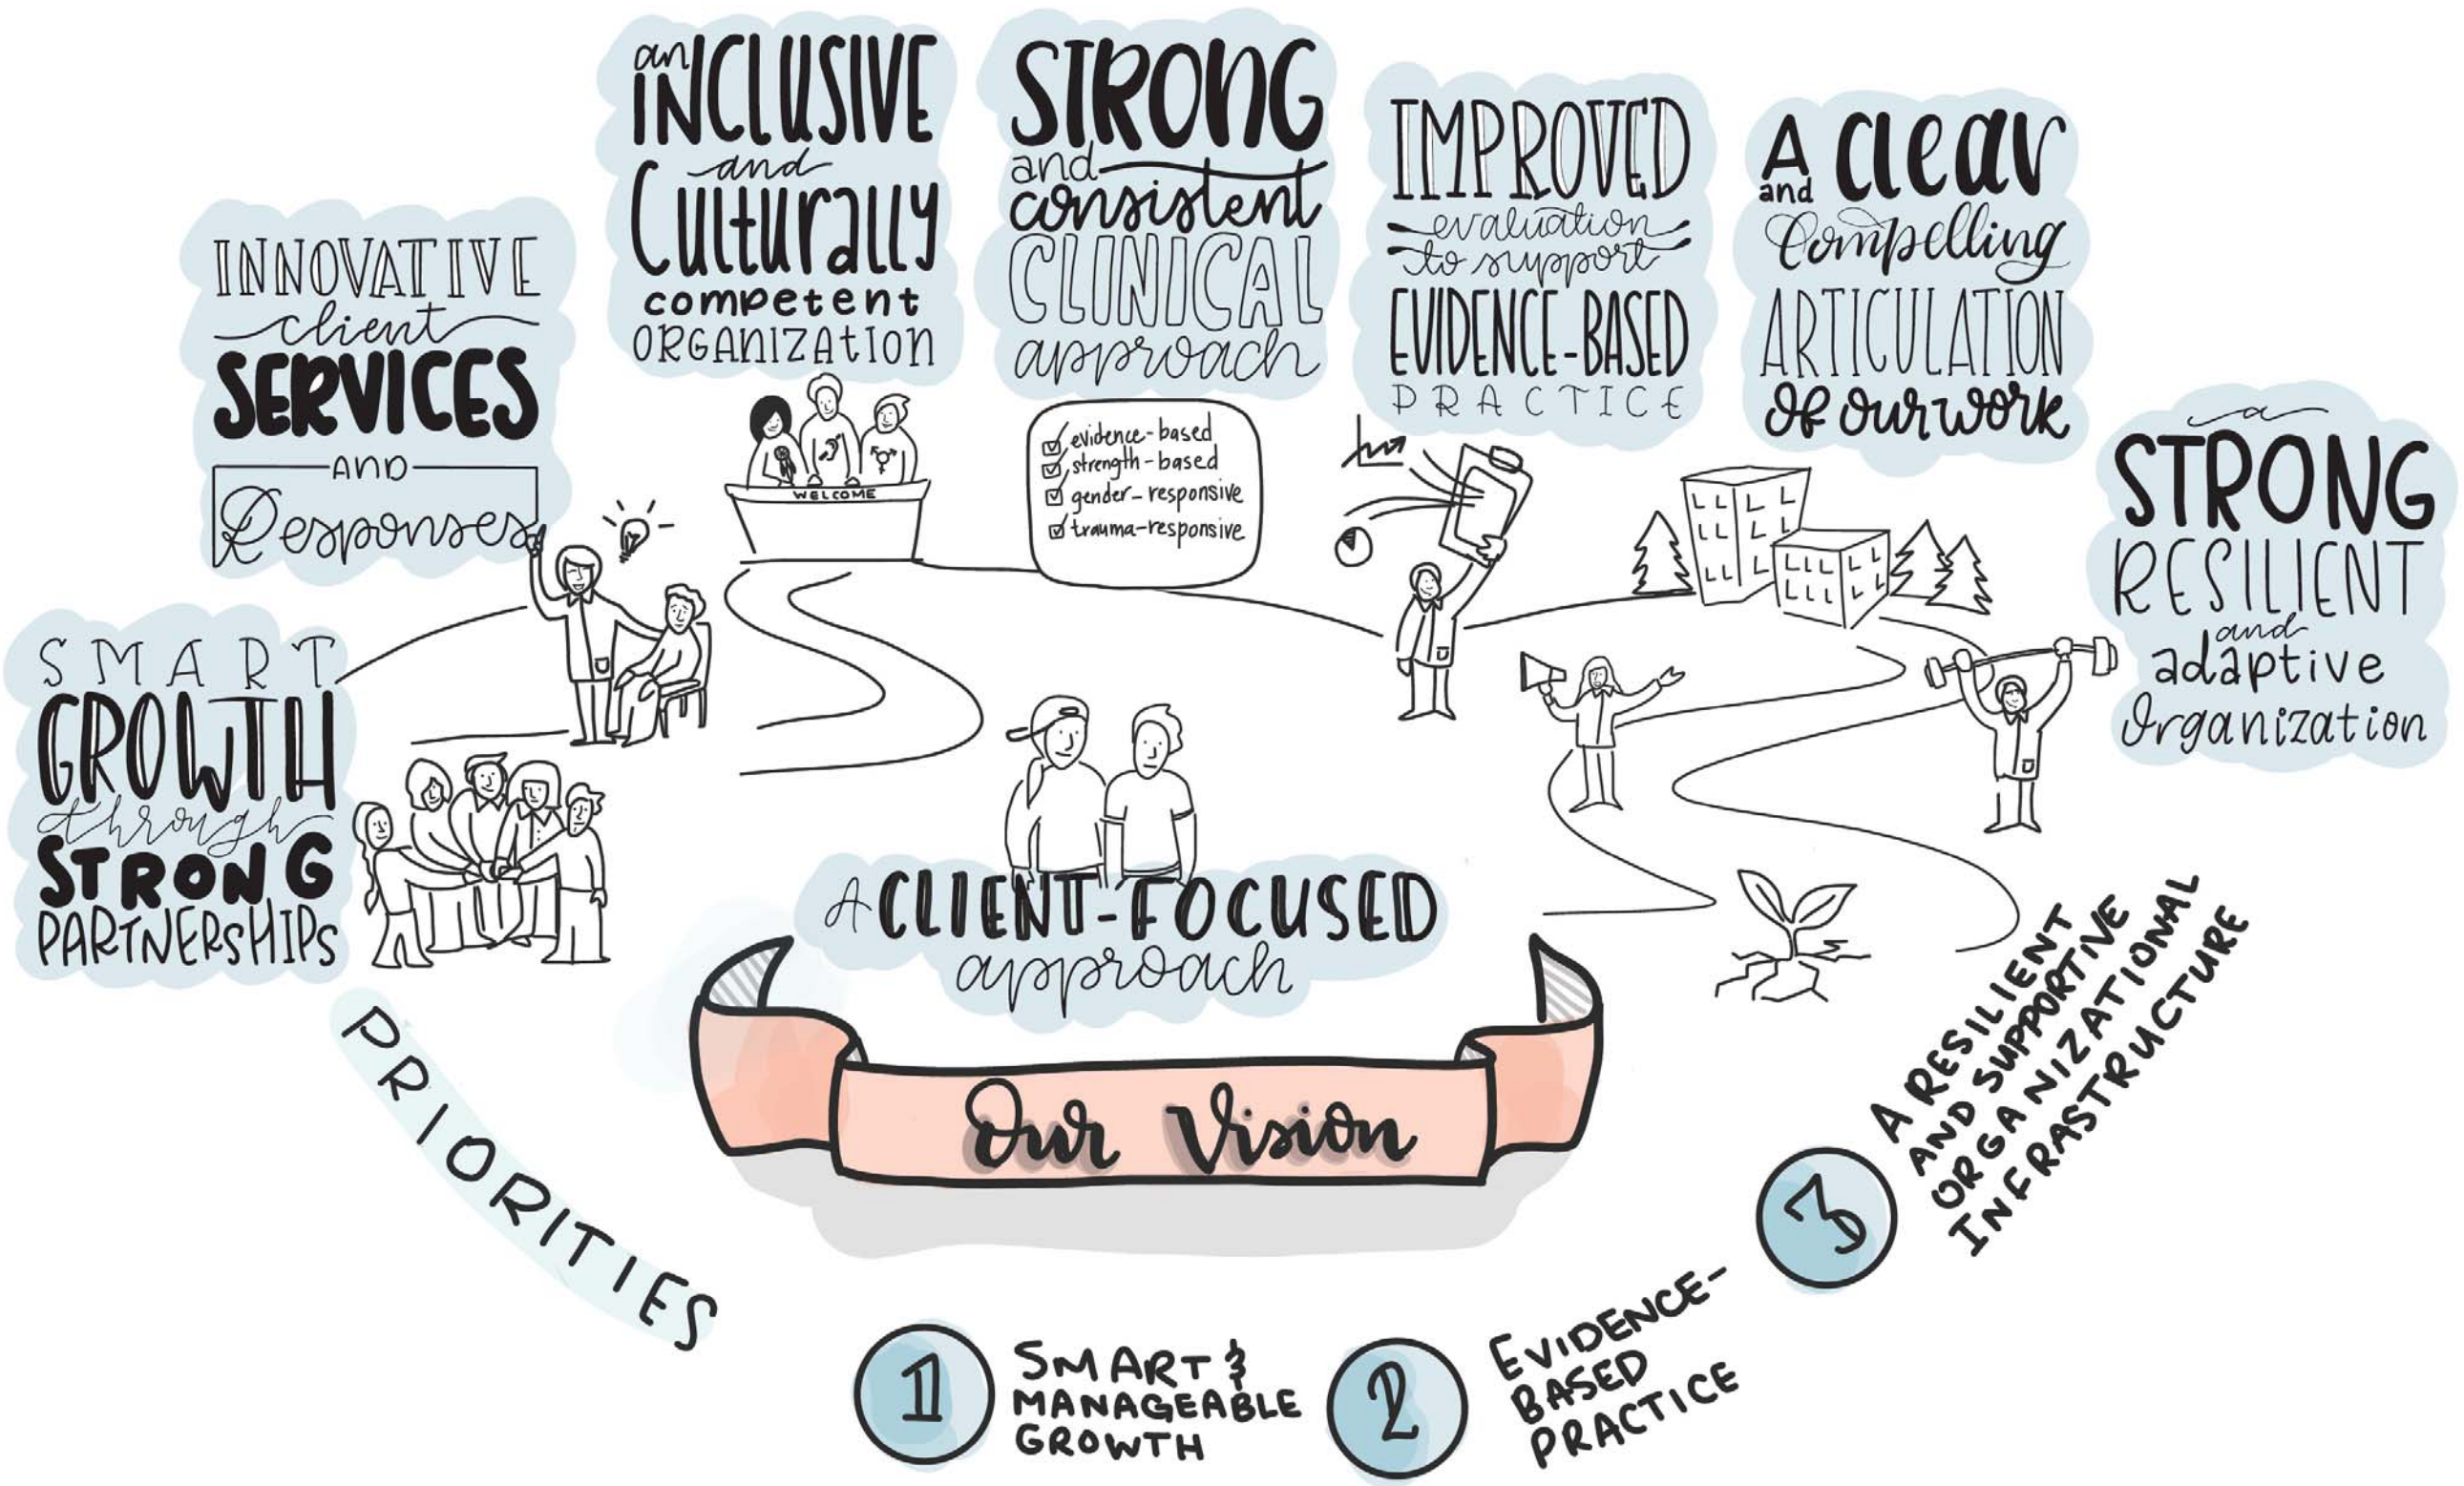 SMART
GROWTH
through
STRONG
PARTNERSHIPS
INNOVATIVE
client
SERVICES
AND
Responses
an INCLUSIVE
and
Culturally
competent
ORGANIZATION
WELCOME
STRONG
and
consistent
CLINICAL
approach
evidence-based
strength-based
gender-responsive
trauma-responsive
IMPROVED
evaluation
to support
EVIDENCE-BASED
PRACTICE
A clear
and
Compelling
ARTICULATION
of our work
a
STRONG
RESILIENT
and
adaptive
Organization
A CLIENT-FOCUSED
approach
Our Vision
PRIORITIES
1
SMART &
MANAGEABLE
GROWTH
2
EVIDENCE-
BASED
PRACTICE
3
A RESILIENT
AND SUPPORTIVE
ORGANIZATIONAL
INFRASTRUCTURE